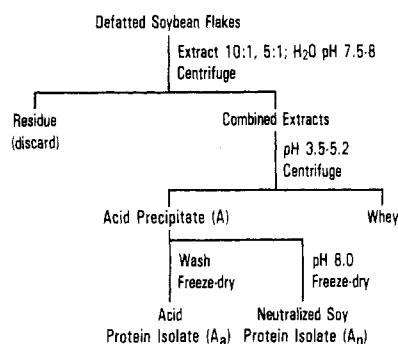 Defatted Soybean Flakes
Extract 10:1, 5:1; H₂O pH 7.5-8
Centrifuge
Residue
(discard)
Combined Extracts
pH 3.5-5.2
Centrifuge
Acid Precipitate (A)
Whey
Wash
Freeze-dry
pH 8.0
Freeze-dry
Acid
Protein Isolate (Aₐ)
Neutralized Soy
Protein Isolate (Aₙ)